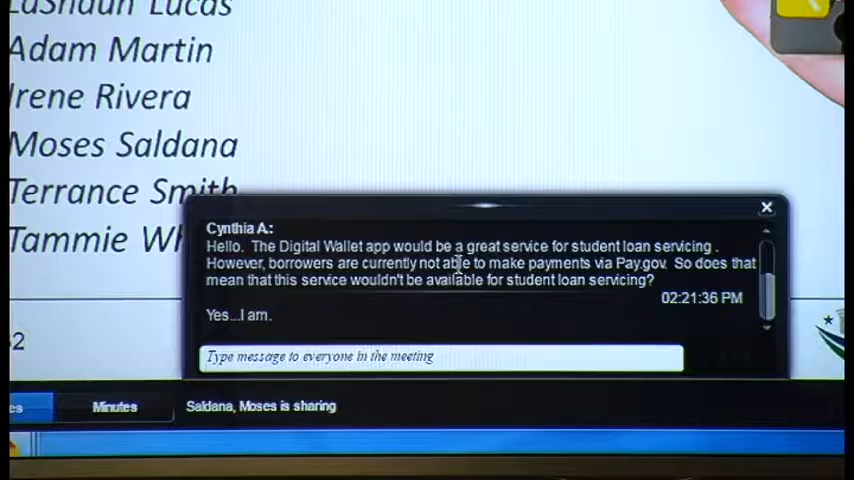 Lucas
Adam Martin
Irene Rivera
Moses Saldana
Terrance Smith
Tammie
Cynthia A.:
Hello. The Digital Wallet app would be a great service for student loan servicing .
However, borrowers are currently not able to make payments via Pay.gov. So does that
mean that this service wouldn't be available for student loan servicing?
02:21:36 PM
Yes...I am.
Type message to everyone in the meeting
Minutes
Saldana, Moses is sharing